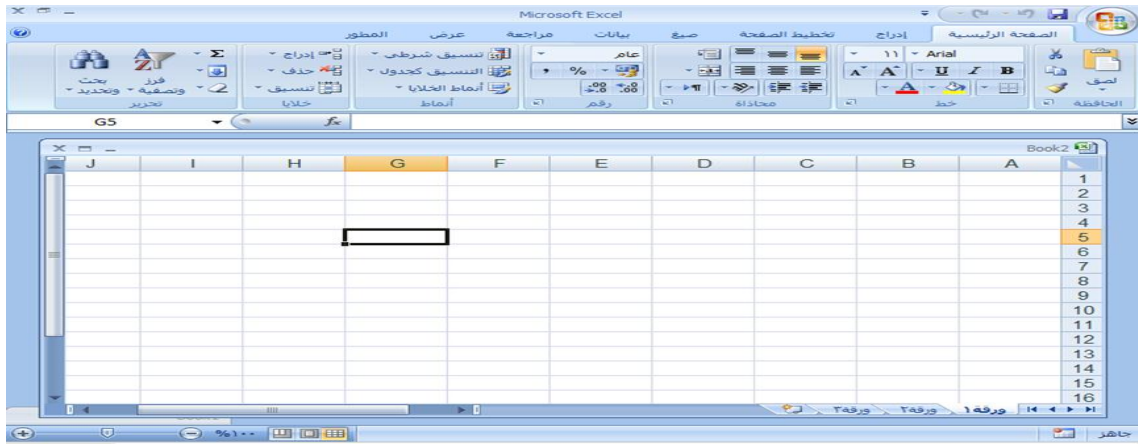 Microsoft Excel
الصفحة الرئيسية إدراج تخطيط الصفحة صيغ بيانات مراجعة عرض المطور
لصق Arial ١١ عام تنسيق شرطي إدراج Σ
B I U % , التنسيق كجدول حذف فرز وتصفية بحث وتحديد
A أنماط الخلايا تنسيق
الحافظة خط محاذاة رقم أنماط خلايا تحرير
G5 fx
Book2
A B C D E F G H I J
1
2
3
4
5
6
7
8
9
10
11
12
13
14
15
16
ورقة١ ورقة٢ ورقة٣
جاهز ١٠٠%